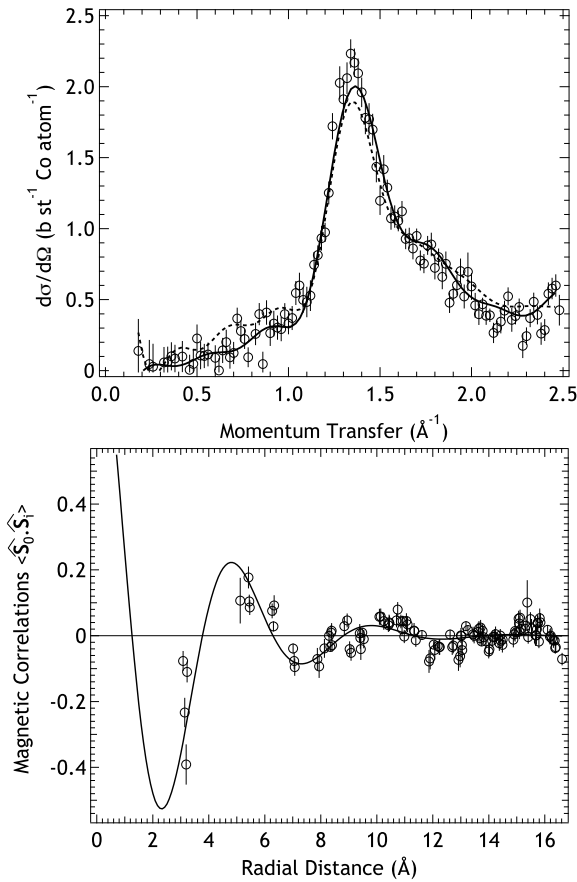 2.5
2.0
1.5
1.0
0.5
0
dσ/dΩ (b st⁻¹ Co atom⁻¹)
0.0 0.5 1.0 1.5 2.0 2.5
Momentum Transfer (Å⁻¹)
0.4
0.2
0
-0.2
-0.4
Magnetic Correlations <Ŝ₀.Ŝᵢ>
0 2 4 6 8 10 12 14 16
Radial Distance (Å)